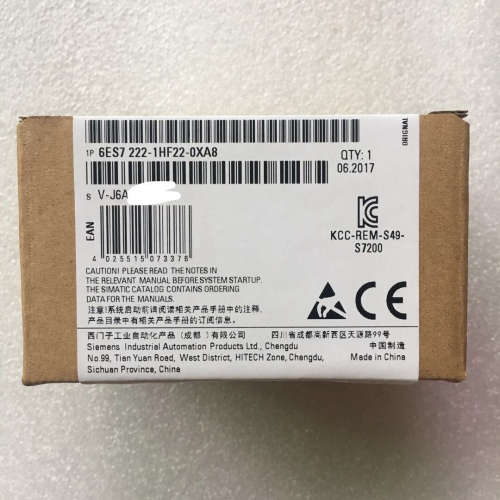 1P 6ES7 222-1HF22-0XA8
QTY: 1
06.2017
ORIGINAL
S V-J6A
EAN
4 025515 073376
KCC-REM-S49-
S7200
CAUTION! PLEASE READ THE NOTES IN
THE RELEVANT MANUAL BEFORE SYSTEM STARTUP.
THE SIMATIC CATALOG CONTAINS ORDERING
DATA FOR THE MANUALS.
注意!系统启动前请阅读相关产品手册中的注释,
产品目录中有相关产品手册的订阅信息。
西门子工业自动化产品(成都)有限公司 四川省成都高新西区天源路99号
Siemens Industrial Automation Products Ltd., Chengdu
中国制造
No.99, Tian Yuan Road, West District, HITECH Zone, Chengdu,
Sichuan Province, China